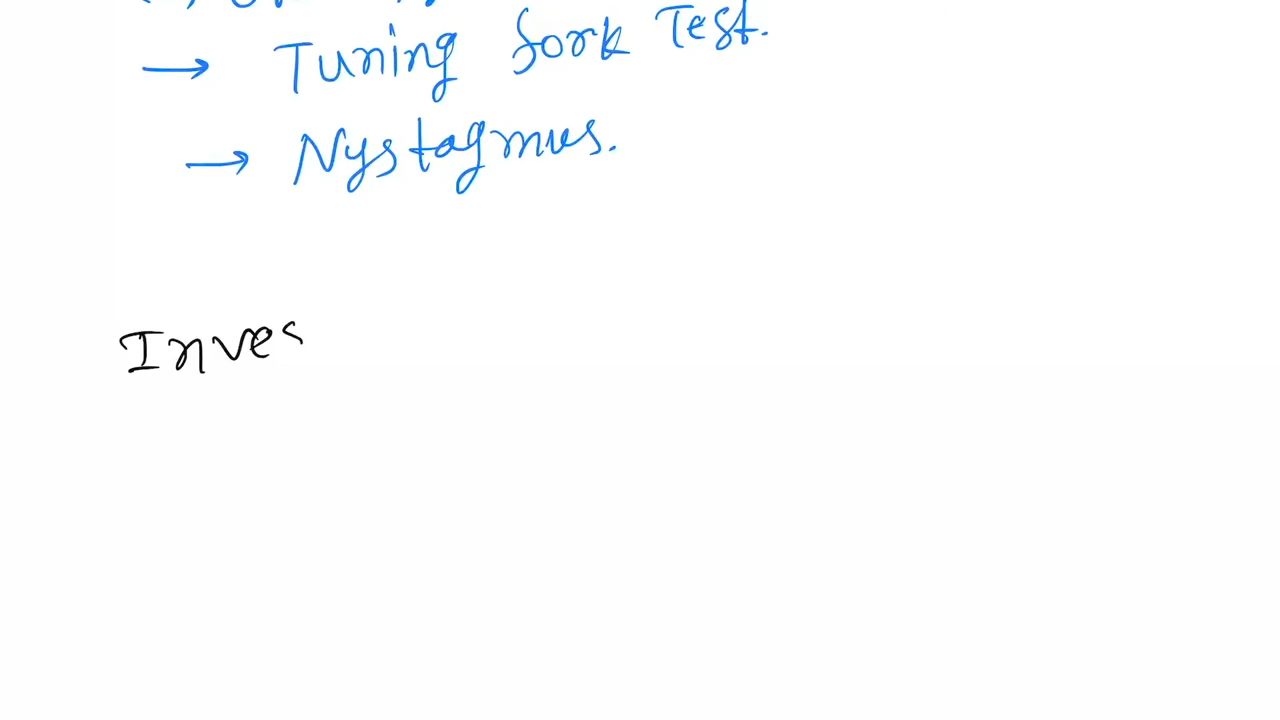 → Tuning fork Test.
→ Nystagmus.
Inves